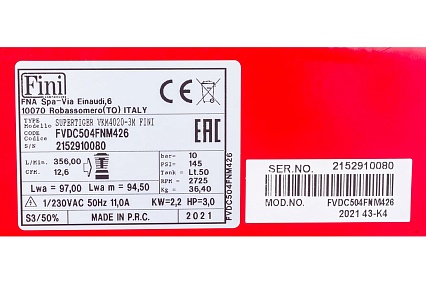 Fini
FNA Spa-Via Einaudi,6
10070 Robassomero(TO) ITALY
CE
TYPE
Modello
SUPERTIGER VKM4020-3M FINI
CODE
Codice
FVDC504FNM426
S/N
2152910080
EAC
L/Min. 356,00
CFM. 12,6
bar= 10
PSI= 145
Tank = Lt.50
RPM = 2725
Kg = 36,40
Lwa = 97,00 Lwa m = 94,50
1/230VAC 50Hz 11,0A KW=2,2 HP=3,0
S3/50% MADE IN P.R.C. 2021
FVDC504FNM426
SER.NO. 2152910080
MOD.NO. FVDC504FNM426
2021 43-K4